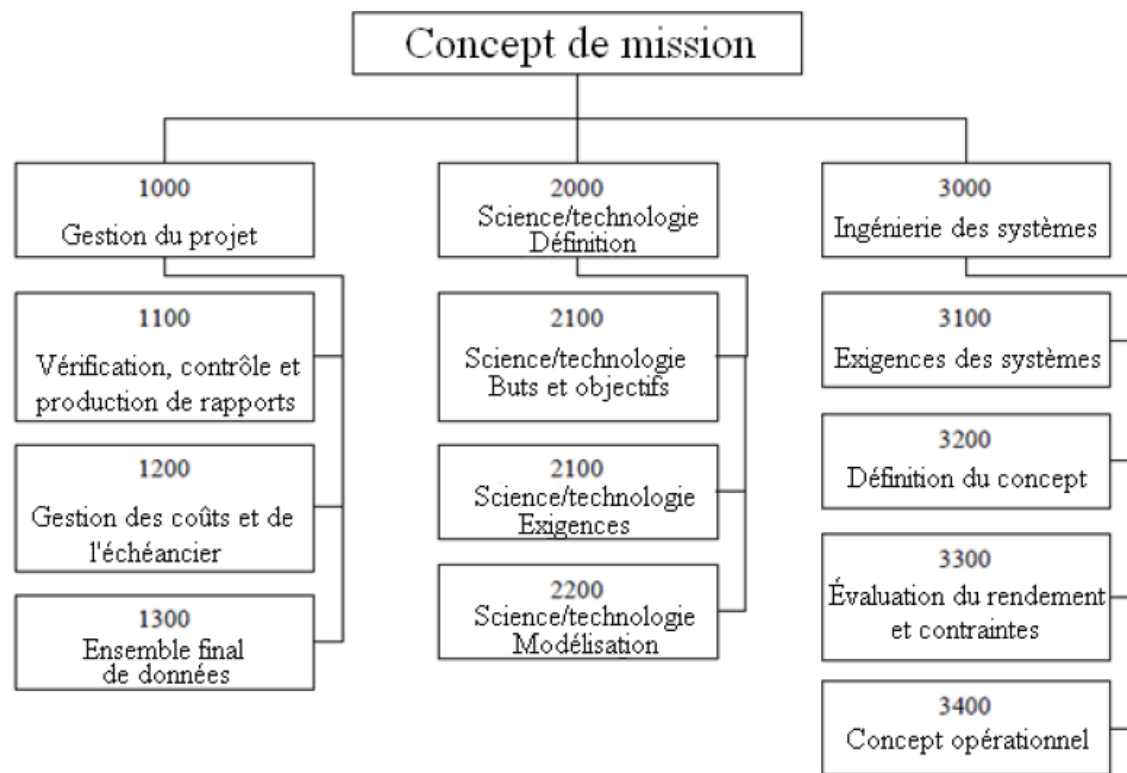 Concept de mission
1000
Gestion du projet
1100
Vérification, contrôle et
production de rapports
1200
Gestion des coûts et de
l'échéancier
1300
Ensemble final
de données
2000
Science/technologie
Définition
2100
Science/technologie
Buts et objectifs
2100
Science/technologie
Exigences
2200
Science/technologie
Modélisation
3000
Ingénierie des systèmes
3100
Exigences des systèmes
3200
Définition du concept
3300
Évaluation du rendement
et contraintes
3400
Concept opérationnel